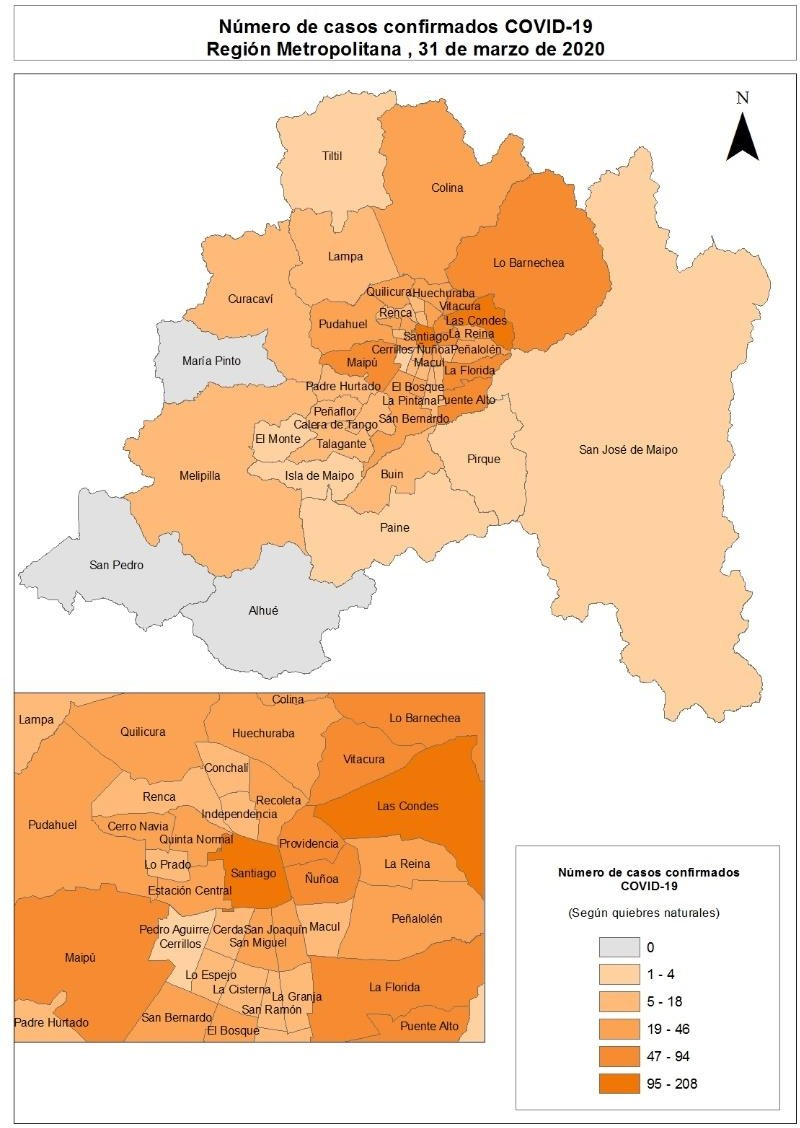 Número de casos confirmados COVID-19
Región Metropolitana , 31 de marzo de 2020
N
Tiltil
Colina
Lampa
Lo Barnechea
Curacaví
Quilicura
Huechuraba
Vitacura
Renca
Las Condes
Pudahuel
Santiago
La Reina
Cerrillos
Ñuñoa
Peñalolén
María Pinto
Maipú
Macul
La Florida
Padre Hurtado
El Bosque
La Pintana
Puente Alto
Peñaflor
San Bernardo
Calera de Tango
El Monte
Talagante
San José de Maipo
Pirque
Melipilla
Isla de Maipo
Buin
Paine
San Pedro
Alhué
Colina
Lampa
Lo Barnechea
Quilicura
Huechuraba
Vitacura
Conchalí
Renca
Recoleta
Las Condes
Independencia
Pudahuel
Cerro Navia
Quinta Normal
Providencia
Lo Prado
La Reina
Santiago
Ñuñoa
Estación Central
Peñalolén
Pedro Aguirre Cerda
San Joaquín
Macul
Cerrillos
San Miguel
Maipú
Lo Espejo
La Florida
La Cisterna
La Granja
San Ramón
Padre Hurtado
San Bernardo
El Bosque
Puente Alto
Número de casos confirmados
COVID-19
(Según quiebres naturales)
0
1 - 4
5 - 18
19 - 46
47 - 94
95 - 208